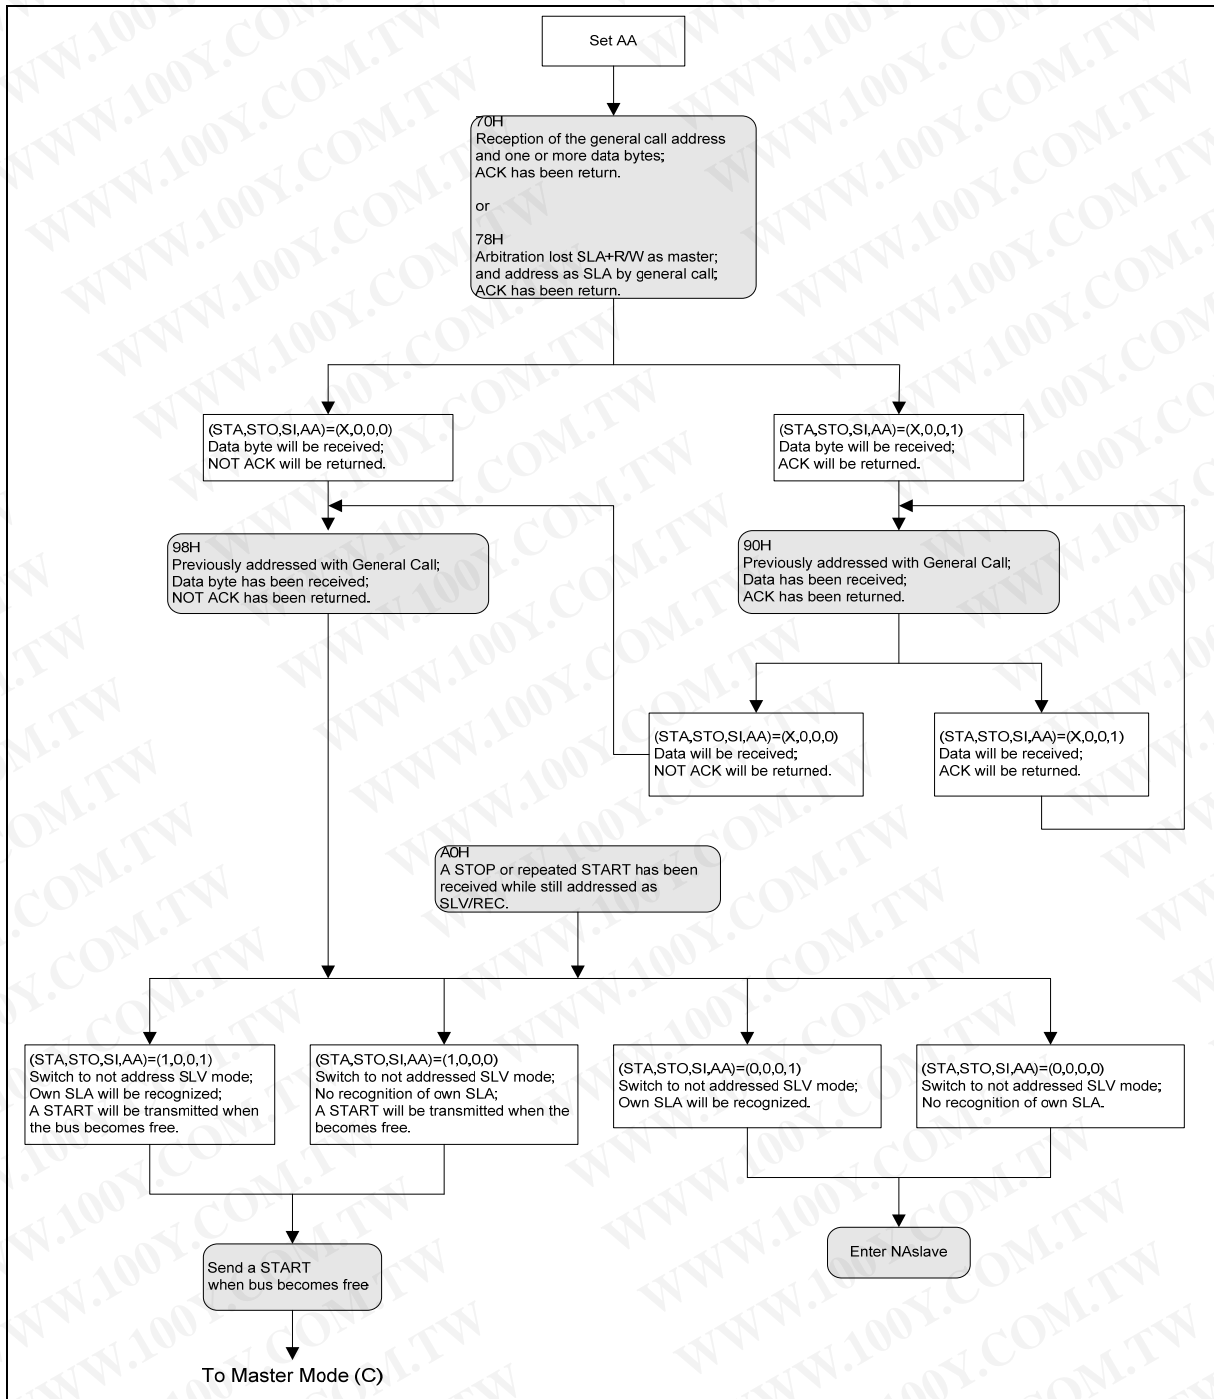 Set AA
70H
Reception of the general call address
and one or more data bytes;
ACK has been return.
or
78H
Arbitration lost SLA+R/W as master;
and address as SLA by general call;
ACK has been return.
(STA,STO,SI,AA)=(X,0,0,0)
Data byte will be received;
NOT ACK will be returned.
(STA,STO,SI,AA)=(X,0,0,1)
Data byte will be received;
ACK will be returned.
98H
Previously addressed with General Call;
Data byte has been received;
NOT ACK has been returned.
90H
Previously addressed with General Call;
Data has been received;
ACK has been returned.
(STA,STO,SI,AA)=(X,0,0,0)
Data will be received;
NOT ACK will be returned.
(STA,STO,SI,AA)=(X,0,0,1)
Data will be received;
ACK will be returned.
A0H
A STOP or repeated START has been
received while still addressed as
SLV/REC.
(STA,STO,SI,AA)=(1,0,0,1)
Switch to not address SLV mode;
Own SLA will be recognized;
A START will be transmitted when
the bus becomes free.
(STA,STO,SI,AA)=(1,0,0,0)
Switch to not addressed SLV mode;
No recognition of own SLA;
A START will be transmitted when the
becomes free.
(STA,STO,SI,AA)=(0,0,0,1)
Switch to not addressed SLV mode;
Own SLA will be recognized.
(STA,STO,SI,AA)=(0,0,0,0)
Switch to not addressed SLV mode;
No recognition of own SLA.
Send a START
when bus becomes free
Enter NAslave
To Master Mode (C)
WWW.100Y.COM.TW